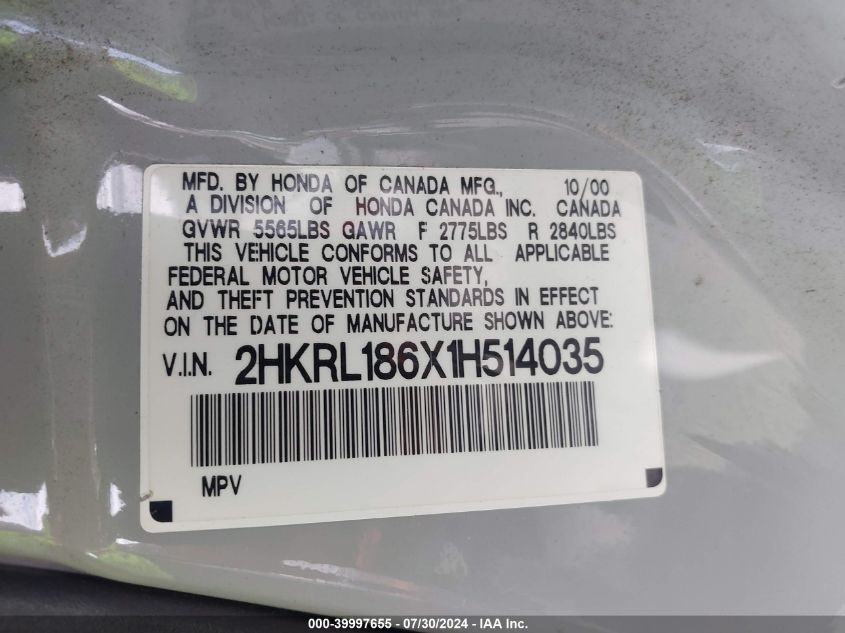 MFD. BY HONDA OF CANADA MFG., 10/00
A DIVISION OF HONDA CANADA INC. CANADA
GVWR 5565LBS GAWR F 2775LBS R 2840LBS
THIS VEHICLE CONFORMS TO ALL APPLICABLE
FEDERAL MOTOR VEHICLE SAFETY,
AND THEFT PREVENTION STANDARDS IN EFFECT
ON THE DATE OF MANUFACTURE SHOWN ABOVE:
V.I.N. 2HKRL186X1H514035
MPV
000-39997655 - 07/30/2024 - IAA Inc.